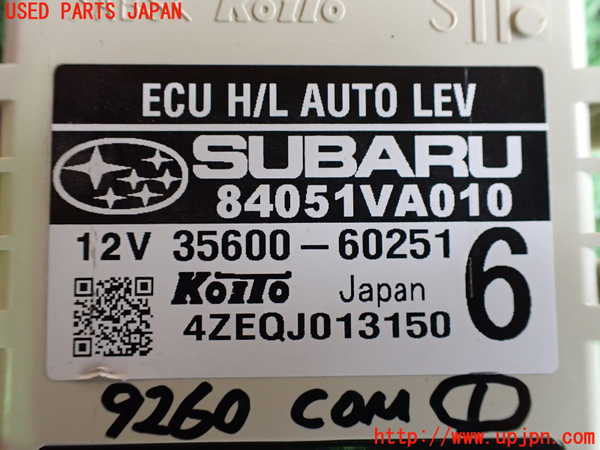 USED PARTS JAPAN
KOITO
ECU H/L AUTO LEV
SUBARU
84051VA010
12V 35600-60251
6
KOITO Japan
4ZEQJ013150
9260 COM ①
UPJ
http://www.upjpn.com